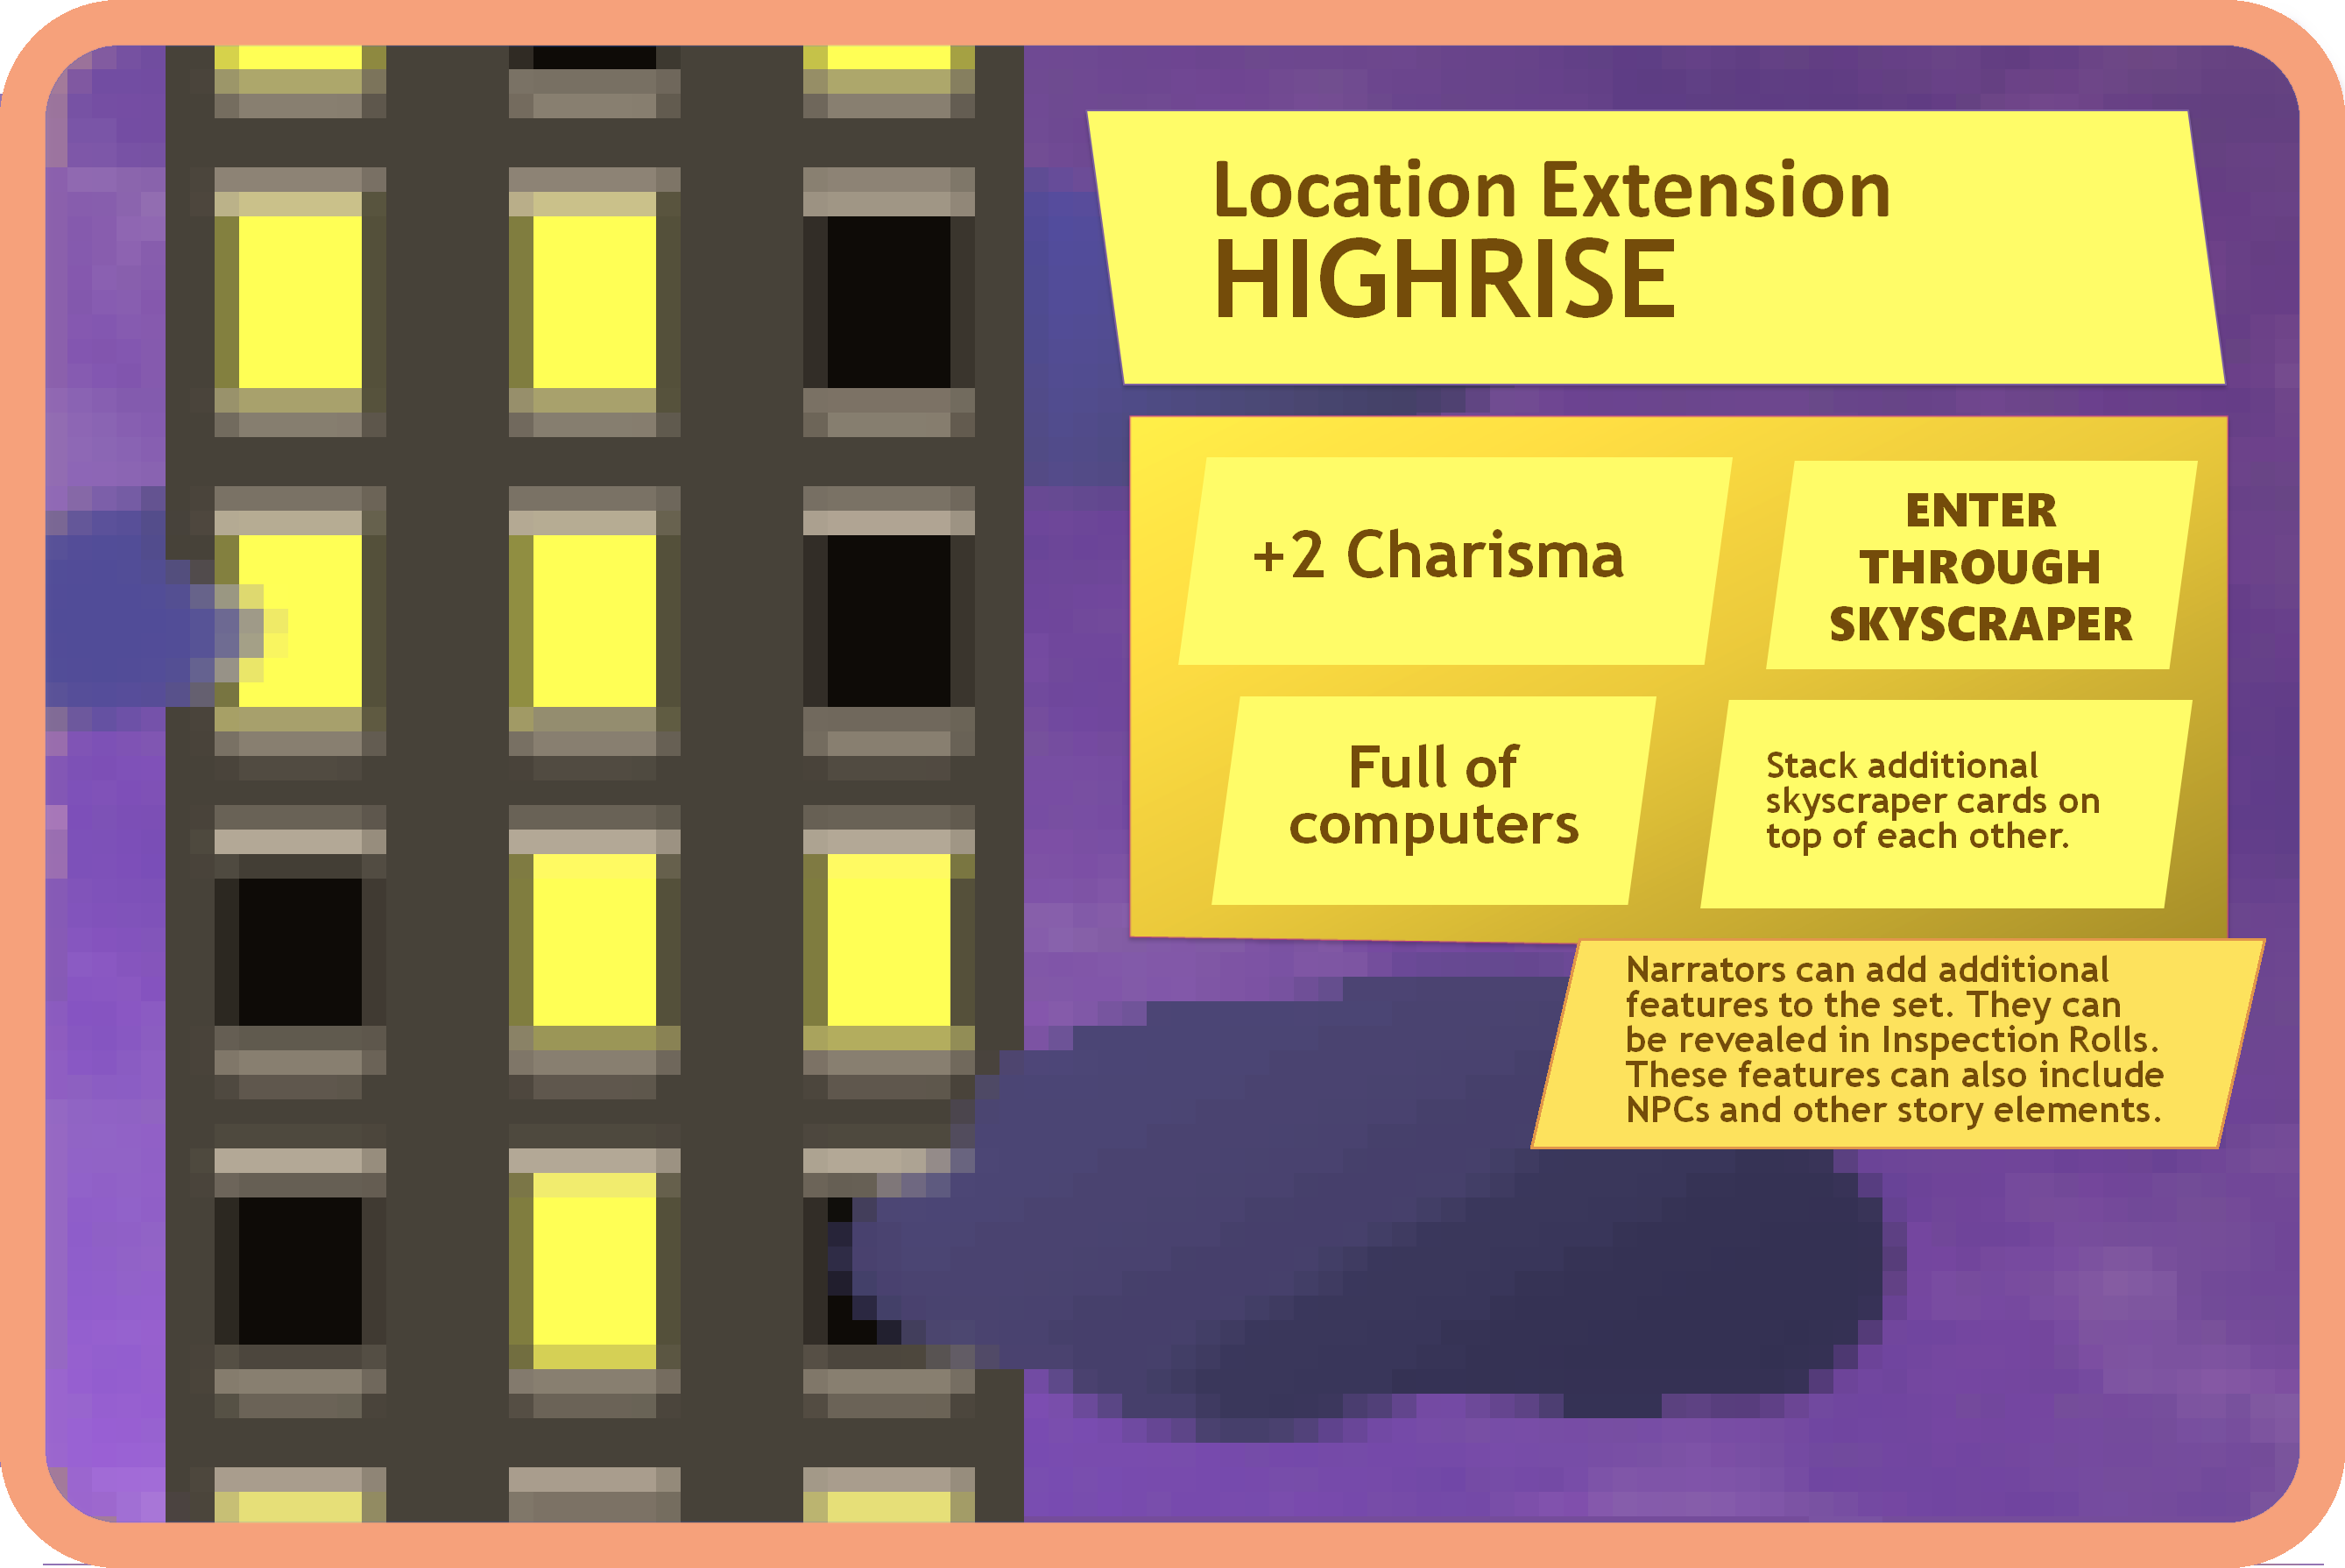 Location Extension
HIGHRISE
+2 Charisma
ENTER
THROUGH
SKYSCRAPER
Full of
computers
Stack additional
skyscraper cards on
top of each other.
Narrators can add additional
features to the set. They can
be revealed in Inspection Rolls.
These features can also include
NPCs and other story elements.